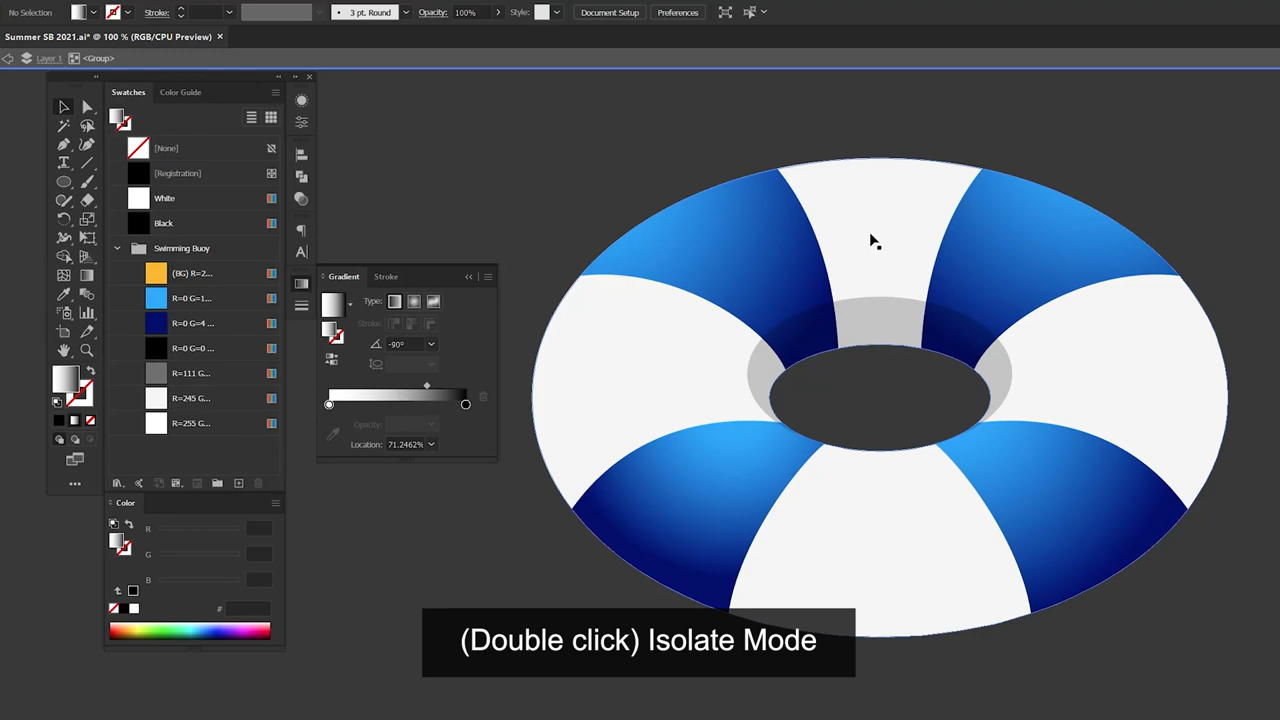 No Selection
Stroke:
3 pt. Round
Opacity: 100%
Style:
Document Setup
Preferences
Summer SB 2021.ai* @ 100 % (RGB/CPU Preview)
Layer 1
<Group>
Swatches
Color Guide
[None]
[Registration]
White
Black
Swimming Buoy
(BG) R=2...
R=0 G=1...
R=0 G=4 ...
R=0 G=0 ...
R=111 G...
R=245 G...
R=255 G...
Color
R
G
B
#
Gradient
Stroke
Type:
Stroke:
-90°
Opacity:
Location: 71.2462%
(Double click) Isolate Mode